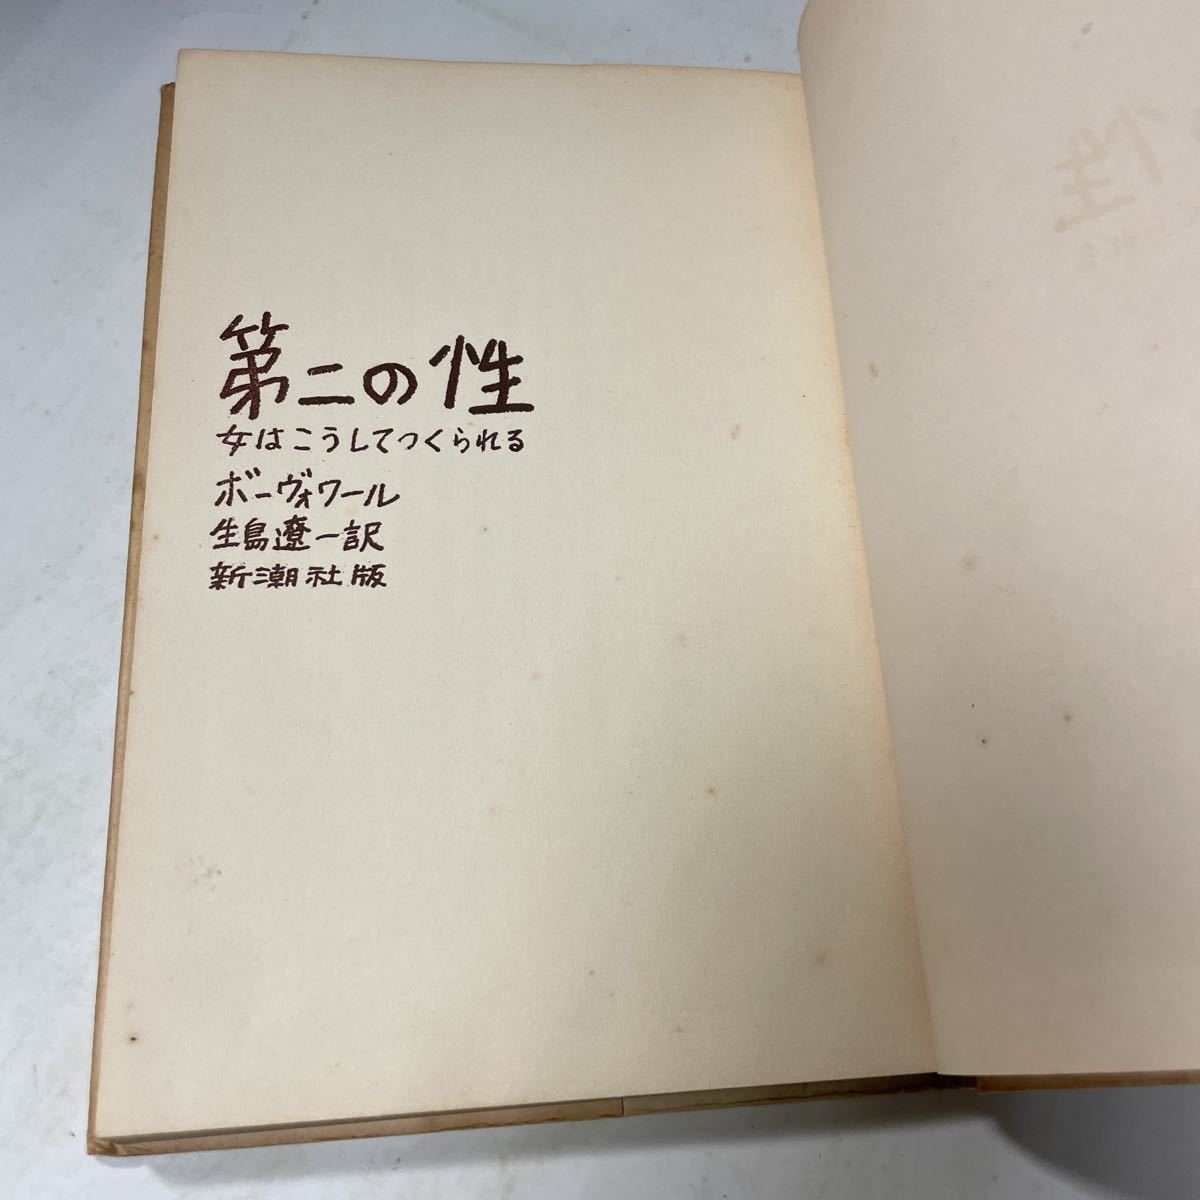 第二の性
女はこうしてつくられる
ボーヴォワール
生島遼一訳
新潮社版
性